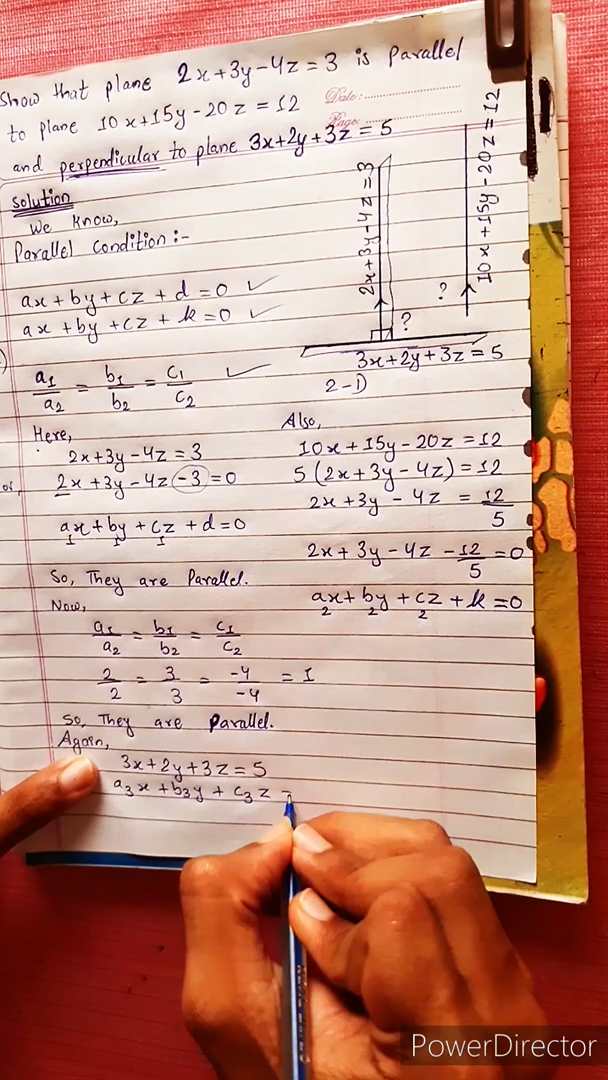 Show that plane 2x+3y-4z=3 is Parallel
to plane 10x+15y-20z=12
Date:
Page:
and perpendicular to plane 3x+2y+3z=5
solution
We know,
Parallel condition:-
ax+by+cz+d=0 ✓
ax+by+cz+k=0 ✓
a1/a2 = b1/b2 = c1/c2 ✓
2x+3y-4z=3
10x+15y-20z=12
?
?
3x+2y+3z=5
2-D
Here,
2x+3y-4z=3
or, 2x+3y-4z-3=0
a1x+b1y+c1z+d=0
So, They are Parallel.
Now,
a1/a2 = b1/b2 = c1/c2
2/2 = 3/3 = -4/-4 = 1
So, They are Parallel.
Also,
10x+15y-20z=12
5(2x+3y-4z)=12
2x+3y-4z=12/5
2x+3y-4z-12/5=0
a2x+b2y+c2z+k=0
Again,
3x+2y+3z=5
a3x+b3y+c3z=
PowerDirector